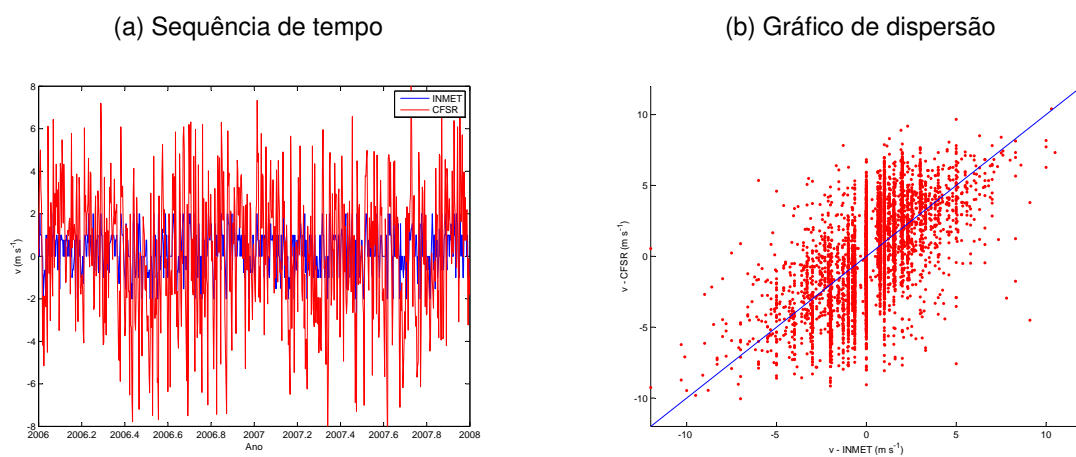 (a) Sequência de tempo
(b) Gráfico de dispersão
8
6
4
2
0
-2
-4
-6
-8
v (m s⁻¹)
INMET
CFSR
2006 2006.2 2006.4 2006.6 2006.8 2007 2007.2 2007.4 2007.6 2007.8 2008
Ano
10
5
0
-5
-10
v - CFSR (m s⁻¹)
-10 -5 0 5 10
v - INMET (m s⁻¹)